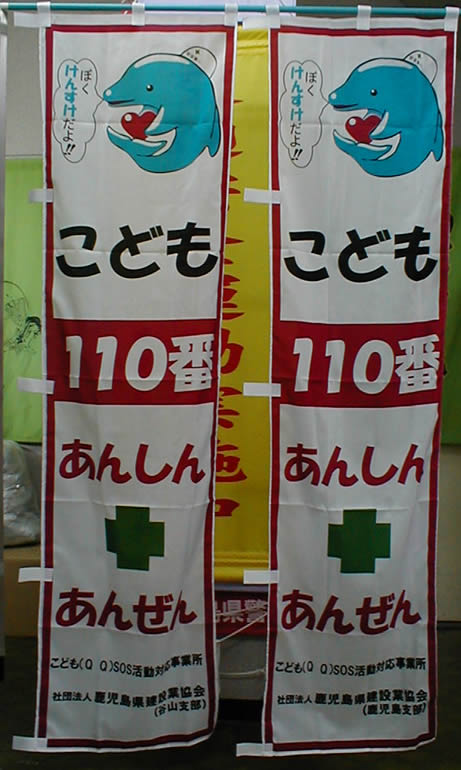 ぼく
けんすけ
だよ!!
こども
110番
あんしん
あんぜん
こども(Q Q)SOS活動対応事業所
社団法人 鹿児島県建設業協会
(谷山支部)
ぼく
けんすけ
だよ!!
こども
110番
あんしん
あんぜん
こども(Q Q)SOS活動対応事業所
社団法人 鹿児島県建設業協会
(鹿児島支部)
県警